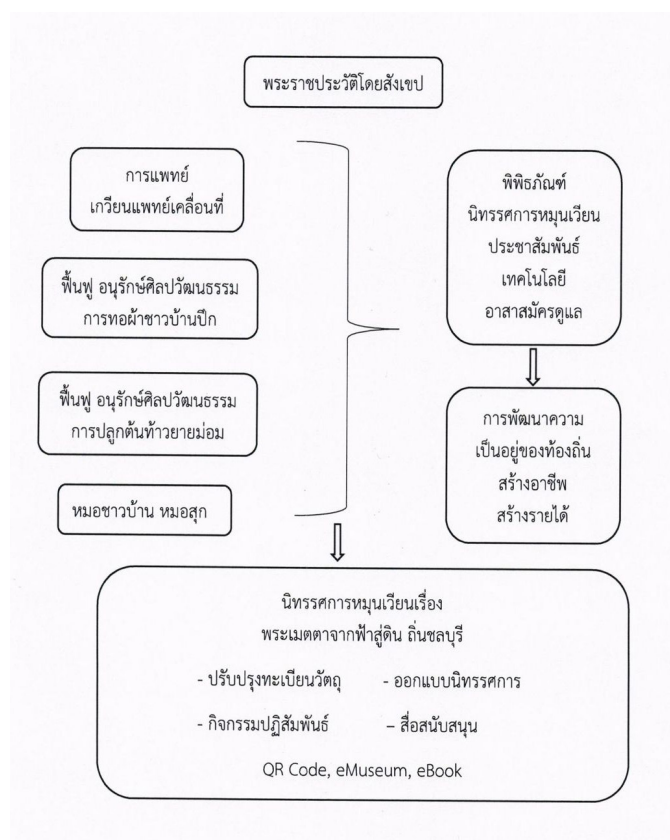 พระราชประวัติโดยสังเขป
การแพทย์
เกวียนแพทย์เคลื่อนที่
ฟื้นฟู อนุรักษ์ศิลปวัฒนธรรม
การทอผ้าชาวบ้านปึก
ฟื้นฟู อนุรักษ์ศิลปวัฒนธรรม
การปลูกต้นท้าวยายม่อม
หมอชาวบ้าน หมอสุก
พิพิธภัณฑ์
นิทรรศการหมุนเวียน
ประชาสัมพันธ์
เทคโนโลยี
อาสาสมัครดูแล
การพัฒนาความ
เป็นอยู่ของท้องถิ่น
สร้างอาชีพ
สร้างรายได้
นิทรรศการหมุนเวียนเรื่อง
พระเมตตาจากฟ้าสู่ดิน ถิ่นชลบุรี
- ปรับปรุงทะเบียนวัตถุ - ออกแบบนิทรรศการ
- กิจกรรมปฏิสัมพันธ์ – สื่อสนับสนุน
QR Code, eMuseum, eBook